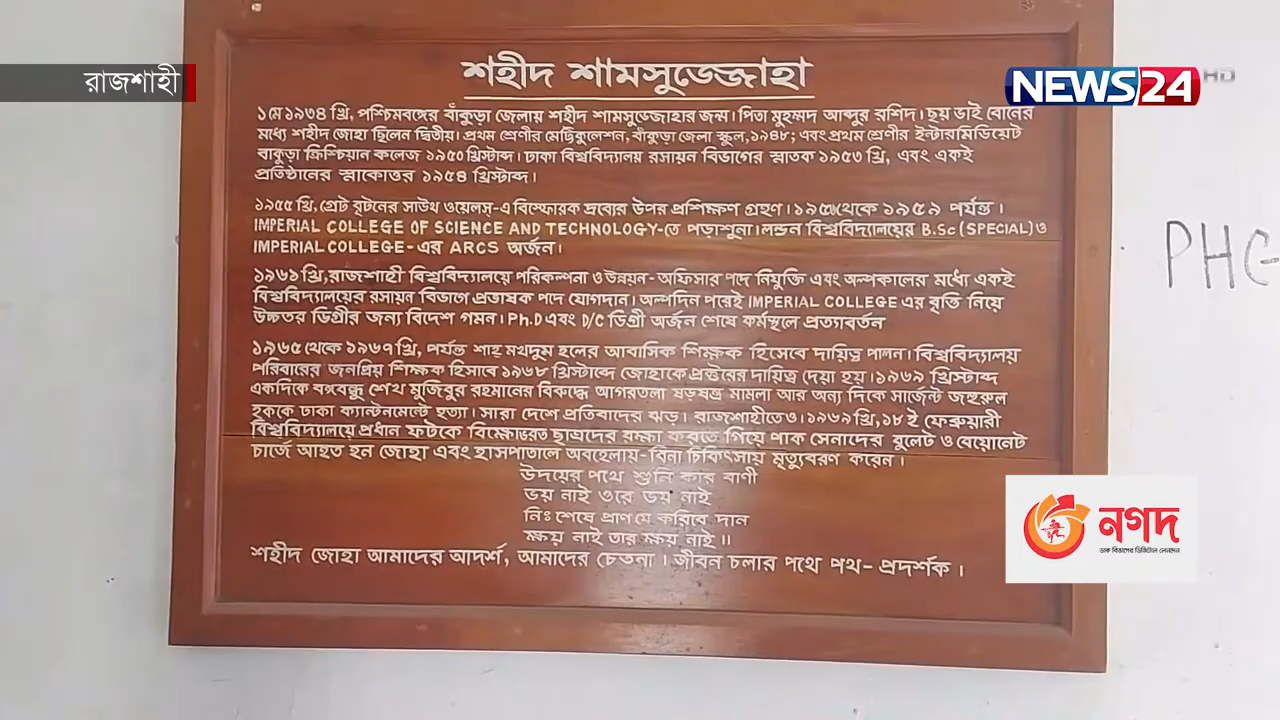 রাজশাহী
NEWS24 HD
শহীদ শামসুজ্জোহা
১ মে ১৯৩৪ খ্রি, পশ্চিমবঙ্গের বাঁকুড়া জেলায় শহীদ শামসুজ্জোহার জন্ম। পিতা মুহম্মদ আব্দুর রশিদ। ছয় ভাই বোনের
মধ্যে শহীদ জোহা ছিলেন দ্বিতীয়। প্রথম শ্রেণীর মেট্রিকুলেশন, বাঁকুড়া জেলা স্কুল, ১৯৪৮; এবং প্রথম শ্রেণীর ইন্টারমিডিয়েট
বাকুড়া ক্রিশ্চিয়ান কলেজ ১৯৫০ খ্রিস্টাব্দ। ঢাকা বিশ্ববিদ্যালয় রসায়ন বিভাগের স্নাতক ১৯৫৩ খ্রি, এবং একই
প্রতিষ্ঠানের স্নাকোত্তর ১৯৫৪ খ্রিস্টাব্দ।
১৯৫৫ খ্রি, গ্রেট বৃটনের সাউথ ওয়েলস্-এ বিস্ফোরক দ্রব্যের উপর প্রশিক্ষণ গ্রহণ। ১৯৫৬ থেকে ১৯৫৯ পর্যন্ত।
IMPERIAL COLLEGE OF SCIENCE AND TECHNOLOGY-তে পড়াশুনা। লন্ডন বিশ্ববিদ্যালয়ের B.Sc (SPECIAL) ও
IMPERIAL COLLEGE - এর ARCS অর্জন।
১৯৬১ খ্রি, রাজশাহী বিশ্ববিদ্যালয়ে পরিকল্পনা ও উন্নয়ন - অফিসার পদে নিযুক্তি এবং অল্পকালের মধ্যে একই
বিশ্ববিদ্যালয়ের রসায়ন বিভাগে প্রভাষক পদে যোগদান। অল্পদিন পরেই IMPERIAL COLLEGE এর বৃত্তি নিয়ে
উচ্চতর ডিগ্রীর জন্য বিদেশ গমন। Ph.D এবং D/C ডিগ্রী অর্জন শেষে কর্মস্থলে প্রত্যাবর্তন
১৯৬৫ থেকে ১৯৬৭ খ্রি, পর্যন্ত শাহ্ মখদুম হলের আবাসিক শিক্ষক হিসেবে দায়িত্ব পালন। বিশ্ববিদ্যালয়
পরিবারের জনপ্রিয় শিক্ষক হিসাবে ১৯৬৮ খ্রিস্টাব্দে জোহাকে প্রক্টরের দায়িত্ব দেয়া হয়। ১৯৬৯ খ্রিস্টাব্দ
একদিকে বঙ্গবন্ধু শেখ মুজিবুর রহমানের বিরুদ্ধে আগরতলা ষড়যন্ত্র মামলা আর অন্য দিকে সার্জেন্ট জহুরুল
হককে ঢাকা ক্যান্টনমেন্টে হত্যা। সারা দেশে প্রতিবাদের ঝড়। রাজশাহীতেও। ১৯৬৯ খ্রি, ১৮ই ফেব্রুয়ারী
বিশ্ববিদ্যালয়ে প্রধান ফটকে বিক্ষোভরত ছাত্রদের রক্ষা করতে গিয়ে পাক সেনাদের বুলেট ও বেয়োনেট
চার্জে আহত হন জোহা এবং হাসপাতালে অবহেলায়- বিনা চিকিৎসায় মৃত্যুবরণ করেন।
উদয়ের পথে শুনি কার বাণী
ভয় নাই ওরে ভয় নাই
নিঃশেষে প্রাণ যে করিবে দান
ক্ষয় নাই তার ক্ষয় নাই॥
শহীদ জোহা আমাদের আদর্শ, আমাদের চেতনা। জীবন চলার পথে পথ- প্রদর্শক।
নগদ
ডাক বিভাগের ডিজিটাল লেনদেন